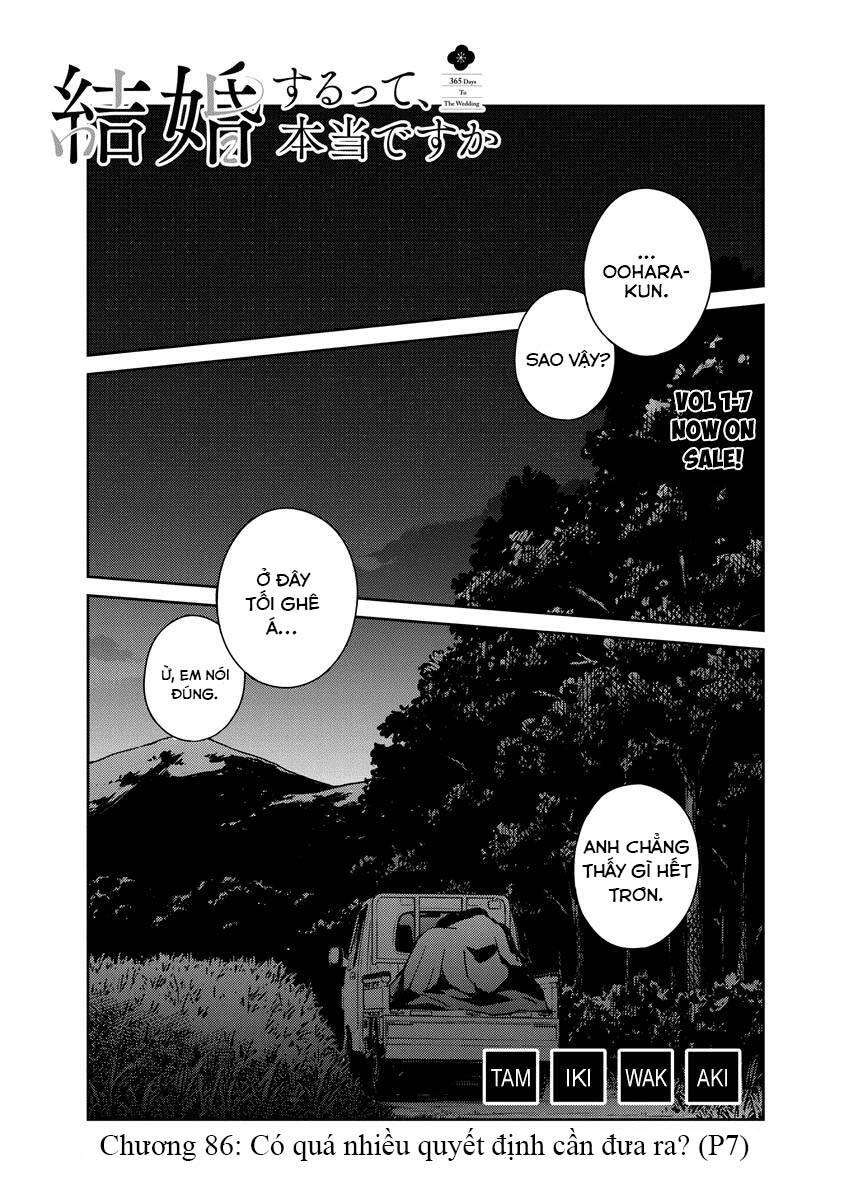 結婚するって、
本当ですか
365 Days
To
The Wedding
...
OOHARA-
KUN.
SAO VẬY?
VOL 1-7
NOW ON
SALE!
Ở ĐÂY
TỐI GHÊ
Á...
Ừ, EM NÓI
ĐÚNG.
ANH CHẲNG
THẤY GÌ HẾT
TRƠN.
TAM IKI WAK AKI
Chương 86: Có quá nhiều quyết định cần đưa ra? (P7)